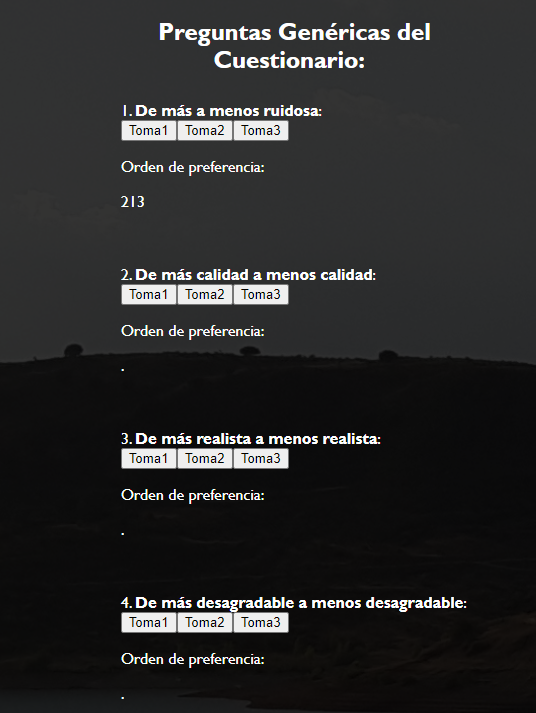 Preguntas Genéricas del
Cuestionario:
1. De más a menos ruidosa:
Toma1 Toma2 Toma3
Orden de preferencia:
213
2. De más calidad a menos calidad:
Toma1 Toma2 Toma3
Orden de preferencia:
.
3. De más realista a menos realista:
Toma1 Toma2 Toma3
Orden de preferencia:
.
4. De más desagradable a menos desagradable:
Toma1 Toma2 Toma3
Orden de preferencia:
.